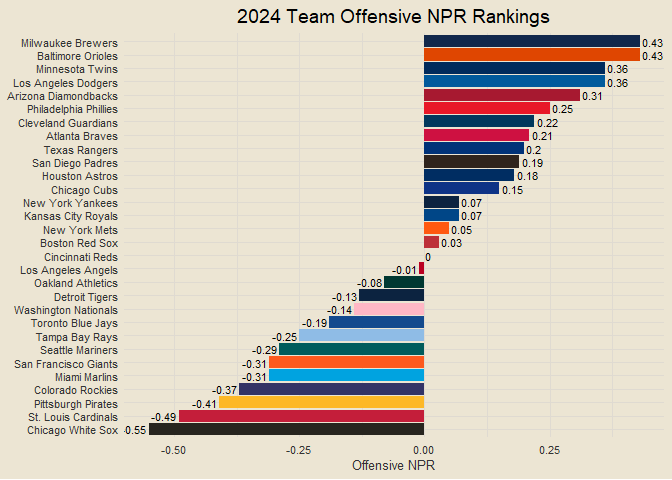 2024 Team Offensive NPR Rankings
Milwaukee Brewers 0.43
Baltimore Orioles 0.43
Minnesota Twins 0.36
Los Angeles Dodgers 0.36
Arizona Diamondbacks 0.31
Philadelphia Phillies 0.25
Cleveland Guardians 0.22
Atlanta Braves 0.21
Texas Rangers 0.2
San Diego Padres 0.19
Houston Astros 0.18
Chicago Cubs 0.15
New York Yankees 0.07
Kansas City Royals 0.07
New York Mets 0.05
Boston Red Sox 0.03
Cincinnati Reds 0
Los Angeles Angels -0.01
Oakland Athletics -0.08
Detroit Tigers -0.13
Washington Nationals -0.14
Toronto Blue Jays -0.19
Tampa Bay Rays -0.25
Seattle Mariners -0.29
San Francisco Giants -0.31
Miami Marlins -0.31
Colorado Rockies -0.37
Pittsburgh Pirates -0.41
St. Louis Cardinals -0.49
Chicago White Sox -0.55
-0.50 -0.25 0.00 0.25
Offensive NPR